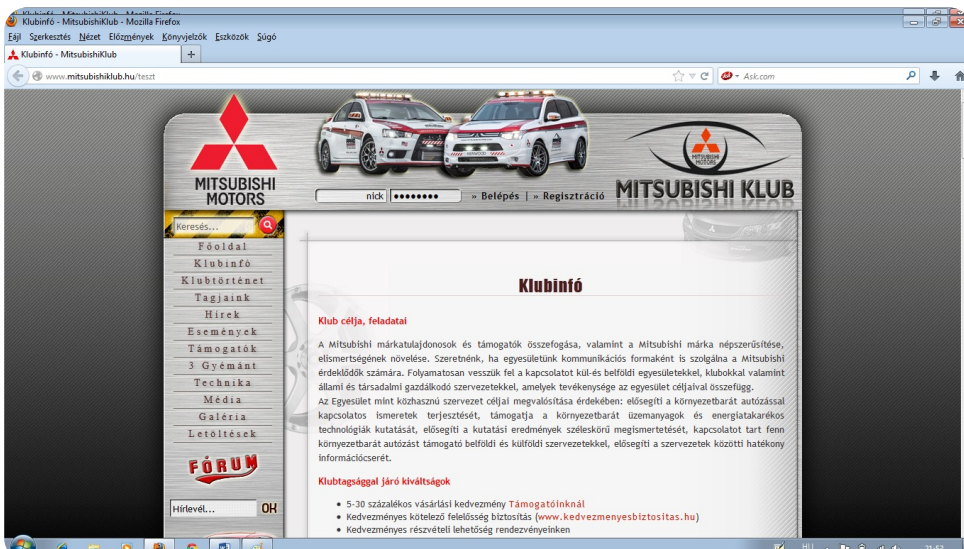 Klubinfó - MitsubishiKlub - Mozilla Firefox
Fájl Szerkesztés Nézet Előzmények Könyvjelzők Eszközök Súgó
Klubinfó - MitsubishiKlub
www.mitsubishiklub.hu/teszt
Ask.com
MITSUBISHI
MOTORS
nick
» Belépés | » Regisztráció
MITSUBISHI
MOTORS
MITSUBISHI KLUB
Keresés...
Főoldal
Klubinfó
Klubtörténet
Tagjaink
Hírek
Események
Támogatók
3 Gyémánt
Technika
Média
Galéria
Letöltések
FÓRUM
Hírlevél... OK
Klubinfó
Klub célja, feladatai
A Mitsubishi márkatulajdonosok és támogatók összefogása, valamint a Mitsubishi márka népszerűsítése,
elismertségének növelése. Szeretnénk, ha egyesületünk kommunikációs formaként is szolgálna a Mitsubishi
érdeklődők számára. Folyamatosan vesszük fel a kapcsolatot kül-és belföldi egyesületekkel, klubokkal valamint
állami és társadalmi gazdálkodó szervezetekkel, amelyek tevékenysége az egyesület céljaival összefügg.
Az Egyesület mint közhasznú szervezet céljai megvalósítása érdekében: elősegíti a környezetbarát autózással
kapcsolatos ismeretek terjesztését, támogatja a környezetbarát üzemanyagok és energiatakarékos
technológiák kutatását, elősegíti a kutatási eredmények széleskörű megismertetését, kapcsolatot tart fenn
környezetbarát autózást támogató belföldi és külföldi szervezetekkel, elősegíti a szervezetek közötti hatékony
információcserét.
Klubtagsággal járó kiváltságok
• 5-30 százalékos vásárlási kedvezmény Támogatóinknál
• Kedvezményes kötelező felelősség biztosítás (www.kedvezmenyesbiztositas.hu)
• Kedvezményes részvételi lehetőség rendezvényeinken
HU 21:53